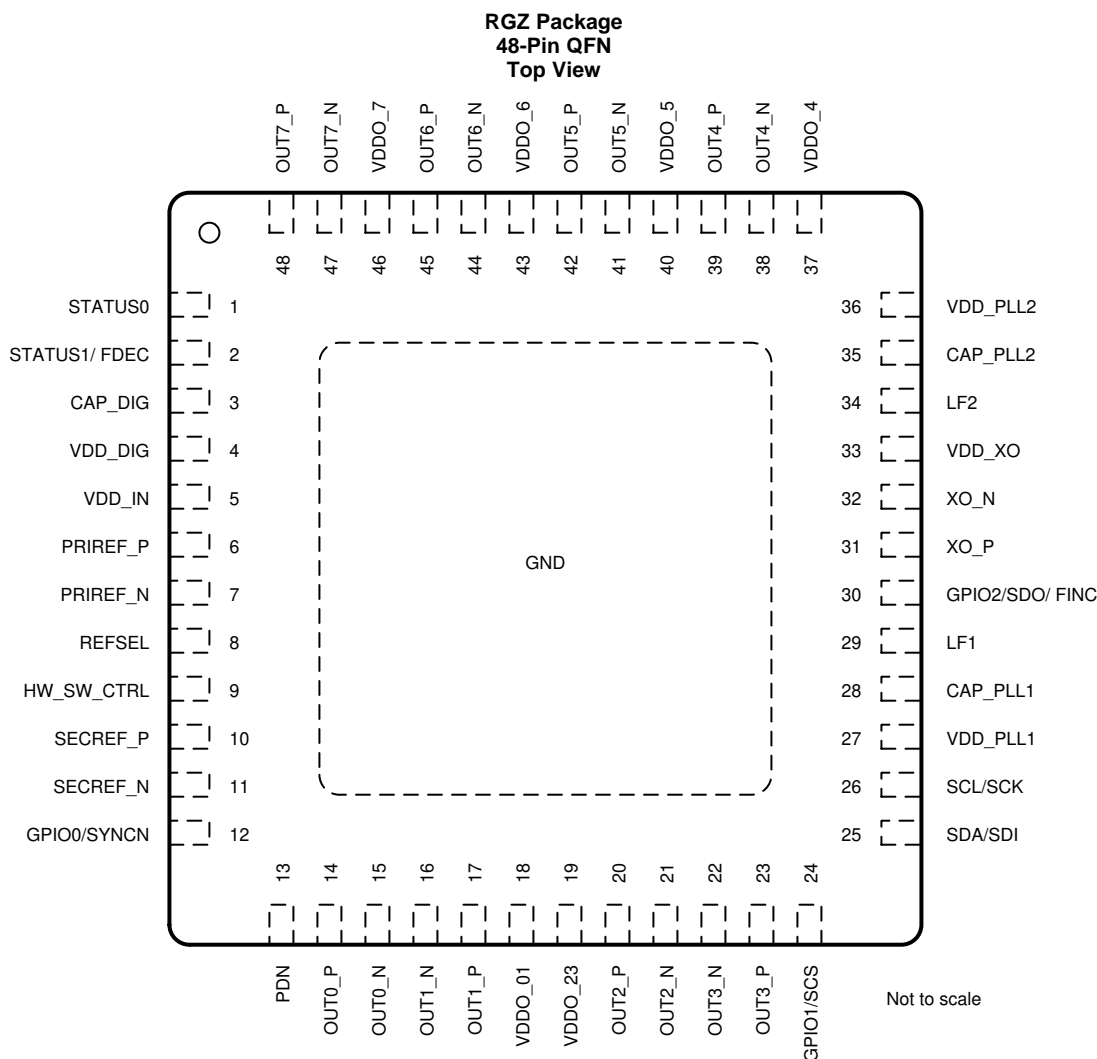 RGZ Package
48-Pin QFN
Top View
OUT7_P
OUT7_N
VDDO_7
OUT6_P
OUT6_N
VDDO_6
OUT5_P
OUT5_N
VDDO_5
OUT4_P
OUT4_N
VDDO_4
48
47
46
45
44
43
42
41
40
39
38
37
STATUS0 1
STATUS1/ FDEC 2
CAP_DIG 3
VDD_DIG 4
VDD_IN 5
PRIREF_P 6
PRIREF_N 7
REFSEL 8
HW_SW_CTRL 9
SECREF_P 10
SECREF_N 11
GPIO0/SYNCN 12
GND
36 VDD_PLL2
35 CAP_PLL2
34 LF2
33 VDD_XO
32 XO_N
31 XO_P
30 GPIO2/SDO/ FINC
29 LF1
28 CAP_PLL1
27 VDD_PLL1
26 SCL/SCK
25 SDA/SDI
13
14
15
16
17
18
19
20
21
22
23
24
PDN
OUT0_P
OUT0_N
OUT1_N
OUT1_P
VDDO_01
VDDO_23
OUT2_P
OUT2_N
OUT3_N
OUT3_P
GPIO1/SCS
Not to scale